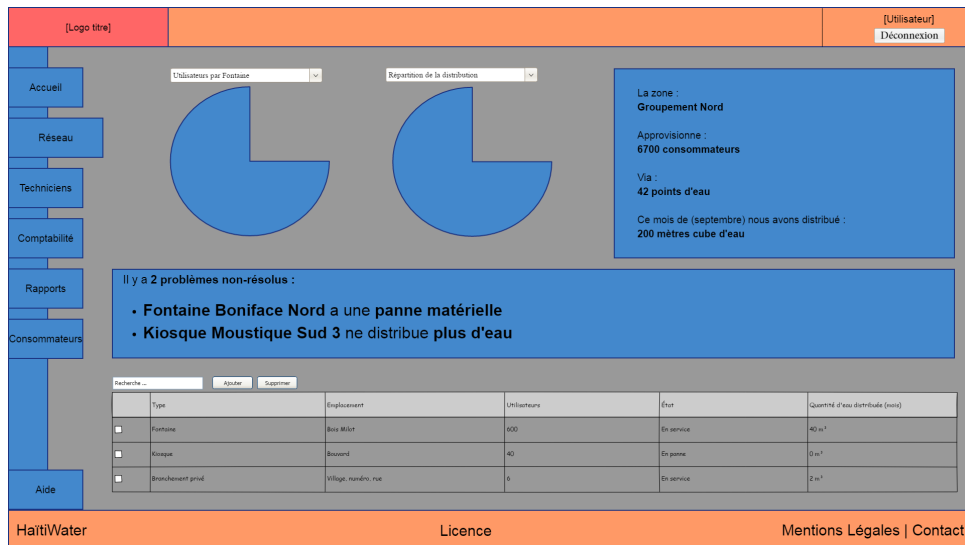 [Logo titre]
[Utilisateur]
Déconnexion
Accueil
Réseau
Techniciens
Comptabilité
Rapports
Consommateurs
Aide
Utilisateurs par Fontaine
Répartition de la distribution
La zone :
Groupement Nord
Approvisionne :
6700 consommateurs
Via :
42 points d'eau
Ce mois de (septembre) nous avons distribué :
200 mètres cube d'eau
Il y a 2 problèmes non-résolus :
• Fontaine Boniface Nord a une panne matérielle
• Kiosque Moustique Sud 3 ne distribue plus d'eau
Recherche ... Ajouter Supprimer
Type Emplacement Utilisateurs État Quantité d'eau distribuée (mois)
Fontaine Bois Milot 600 En service 40 m³
Kiosque Bouvard 40 En panne 0 m³
Branchement privé Village, numéro, rue 6 En service 2 m³
HaïtiWater Licence Mentions Légales | Contact